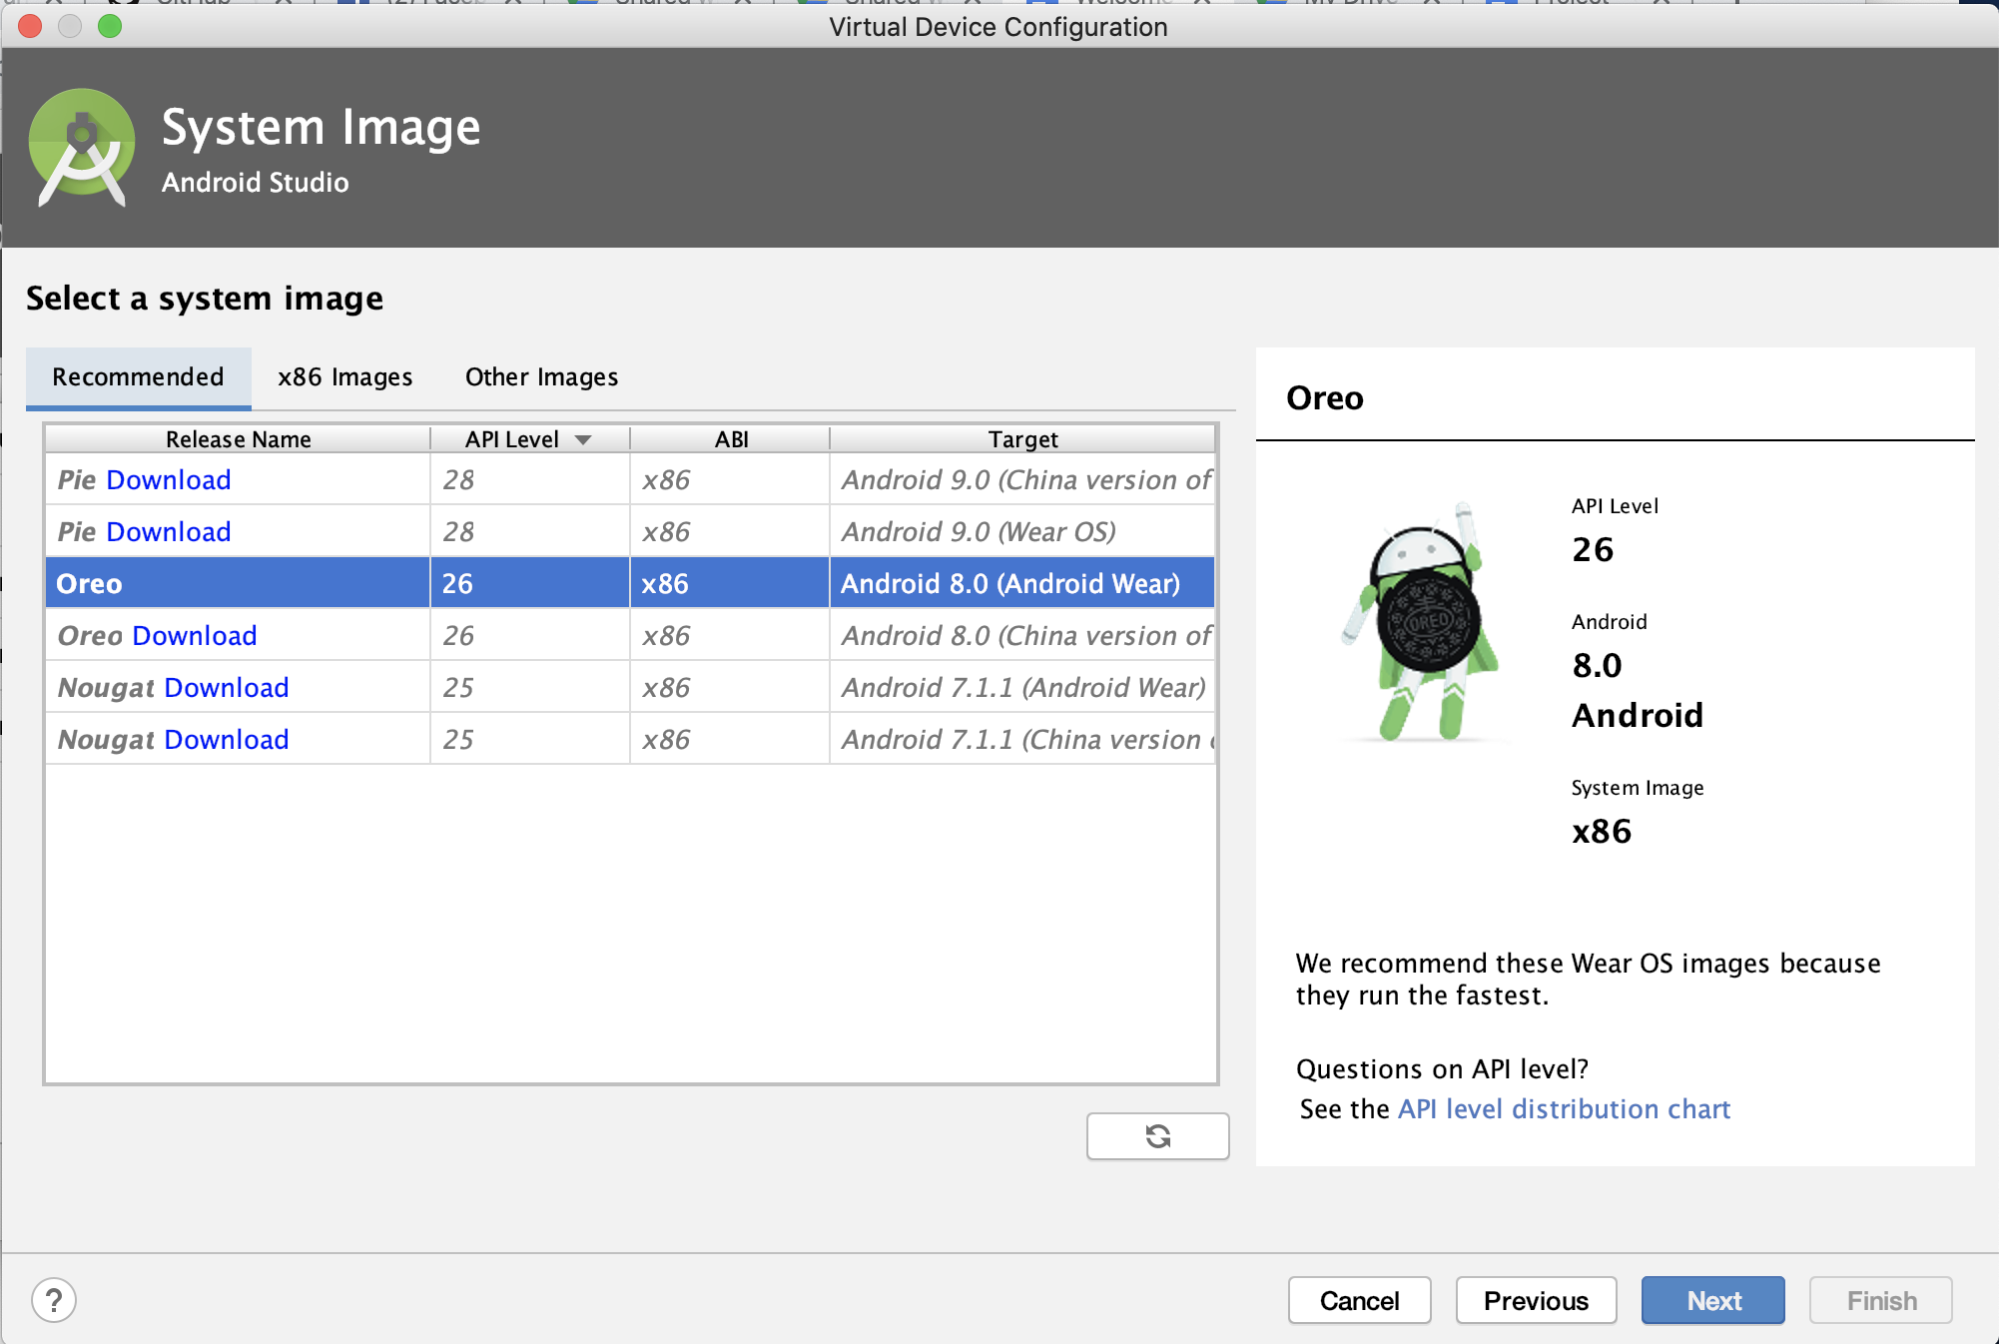 Virtual Device Configuration
System Image
Android Studio
Select a system image
Recommended x86 Images Other Images
Release Name API Level ABI Target
Pie Download 28 x86 Android 9.0 (China version of
Pie Download 28 x86 Android 9.0 (Wear OS)
Oreo 26 x86 Android 8.0 (Android Wear)
Oreo Download 26 x86 Android 8.0 (China version of
Nougat Download 25 x86 Android 7.1.1 (Android Wear)
Nougat Download 25 x86 Android 7.1.1 (China version
Oreo
OREO
API Level
26
Android
8.0
Android
System Image
x86
We recommend these Wear OS images because
they run the fastest.
Questions on API level?
See the API level distribution chart
? Cancel Previous Next Finish